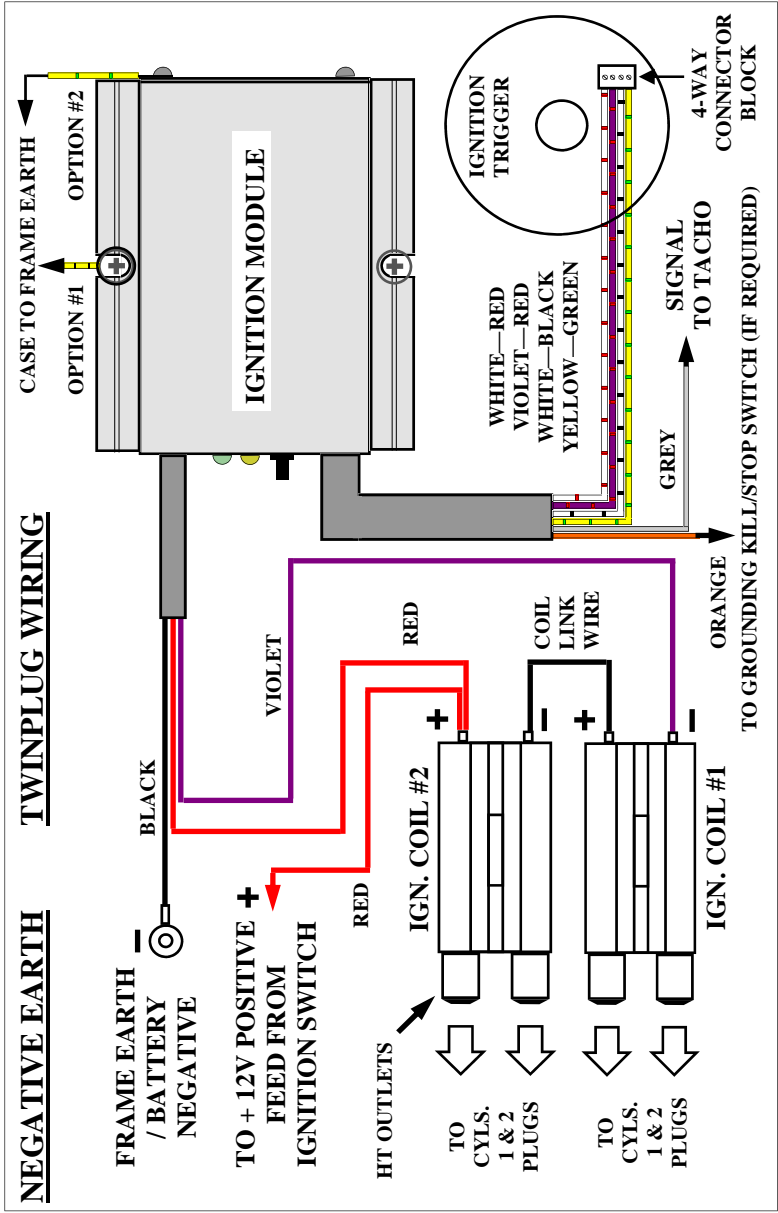 NEGATIVE EARTH
TWINPLUG WIRING
CASE TO FRAME EARTH
OPTION #1
OPTION #2
FRAME EARTH
/ BATTERY
NEGATIVE
–
BLACK
IGNITION MODULE
TO + 12V POSITIVE
FEED FROM
IGNITION SWITCH
+
VIOLET
RED
RED
HT OUTLETS
IGN. COIL #2
+
–
COIL
LINK
WIRE
TO
CYLS.
1 & 2
PLUGS
IGN. COIL #1
+
–
TO
CYLS.
1 & 2
PLUGS
WHITE—RED
VIOLET—RED
WHITE—BLACK
YELLOW—GREEN
IGNITION
TRIGGER
4-WAY
CONNECTOR
BLOCK
GREY
SIGNAL
TO TACHO
ORANGE
TO GROUNDING KILL/STOP SWITCH (IF REQUIRED)